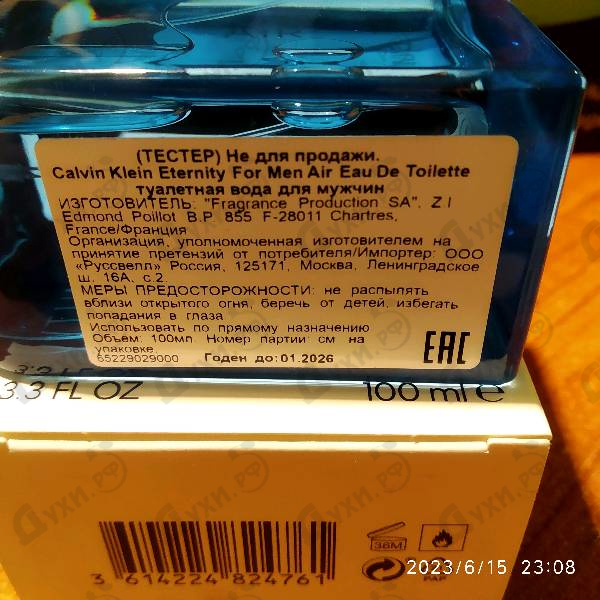 (ТЕСТЕР) Не для продажи.
Calvin Klein Eternity For Men Air Eau De Toilette
туалетная вода для мужчин
ИЗГОТОВИТЕЛЬ: "Fragrance Production SA", Z I
Edmond Poillot B.P. 855 F-28011 Chartres,
France/Франция
Организация, уполномоченная изготовителем на
принятие претензий от потребителя/Импортер: ООО
«Руссвелл» Россия, 125171, Москва, Ленинградское
ш. 16А, с.2.
МЕРЫ ПРЕДОСТОРОЖНОСТИ: не распылять
вблизи открытого огня, беречь от детей, избегать
попадания в глаза
Использовать по прямому назначению
Объем: 100мл. Номер партии: см на
упаковке.
65229029000 Годен до:01.2026
EAC
3.3 FL OZ 100 ml e
36M
3 614224 824761
PAP
2023/6/15 23:08
Духи.рф